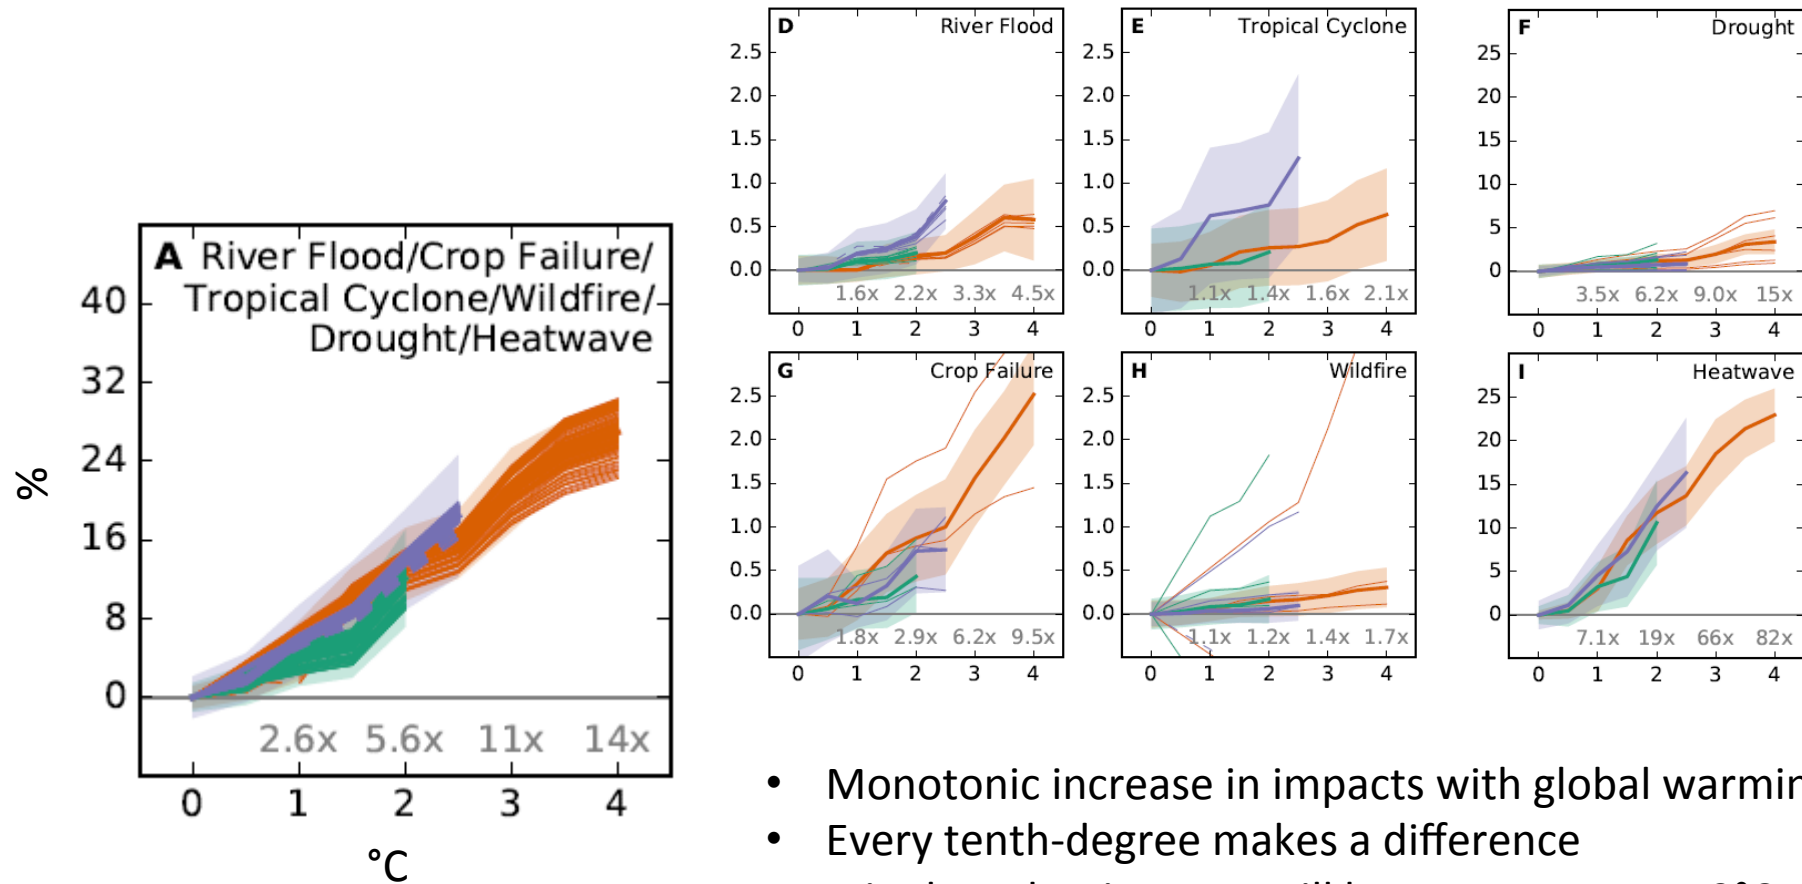 A River Flood/Crop Failure/
Tropical Cyclone/Wildfire/
Drought/Heatwave
%
40
32
24
16
8
0
2.6x 5.6x 11x 14x
0 1 2 3 4
°C
D River Flood
2.5
2.0
1.5
1.0
0.5
0.0
1.6x 2.2x 3.3x 4.5x
0 1 2 3 4
E Tropical Cyclone
2.5
2.0
1.5
1.0
0.5
0.0
1.1x 1.4x 1.6x 2.1x
0 1 2 3 4
F Drought
25
20
15
10
5
0
3.5x 6.2x 9.0x 15x
0 1 2 3 4
G Crop Failure
2.5
2.0
1.5
1.0
0.5
0.0
1.8x 2.9x 6.2x 9.5x
0 1 2 3 4
H Wildfire
2.5
2.0
1.5
1.0
0.5
0.0
1.1x 1.2x 1.4x 1.7x
0 1 2 3 4
I Heatwave
25
20
15
10
5
0
7.1x 19x 66x 82x
0 1 2 3 4
• Monotonic increase in impacts with global warmin
• Every tenth-degree makes a difference